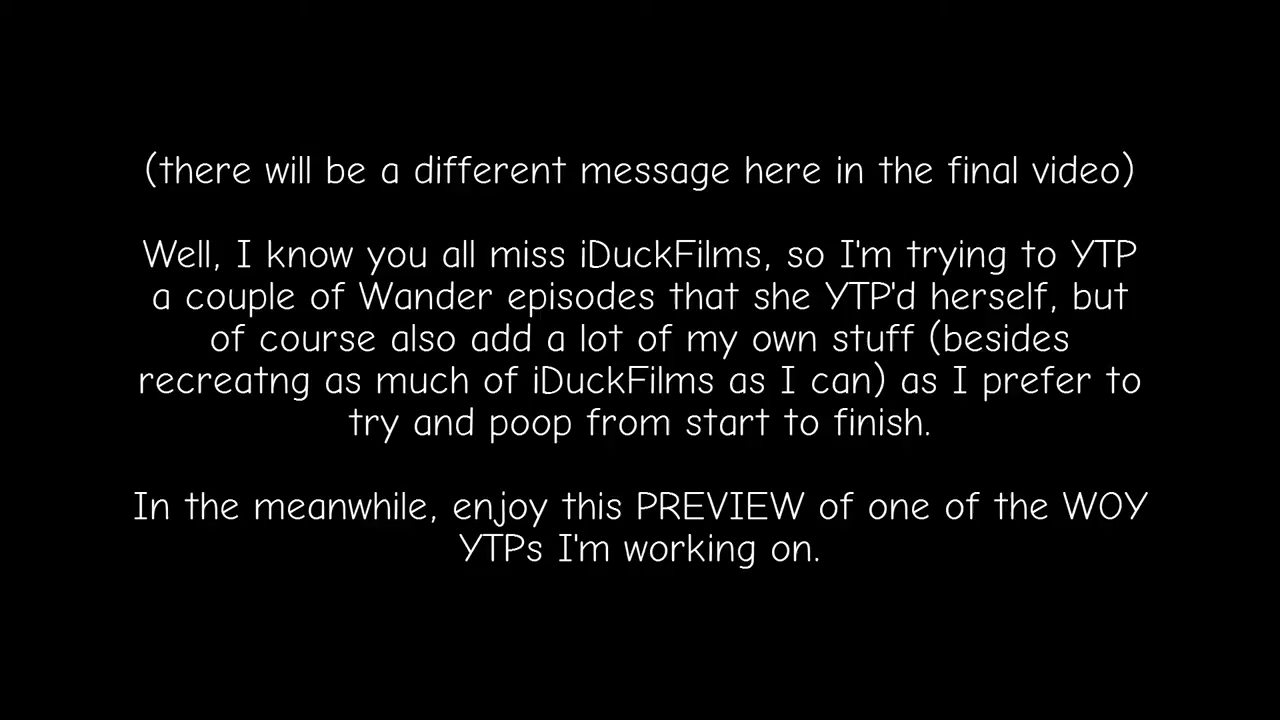 (there will be a different message here in the final video)
Well, I know you all miss iDuckFilms, so I'm trying to YTP
a couple of Wander episodes that she YTP'd herself, but
of course also add a lot of my own stuff (besides
recreatng as much of iDuckFilms as I can) as I prefer to
try and poop from start to finish.
In the meanwhile, enjoy this PREVIEW of one of the WOY
YTPs I'm working on.